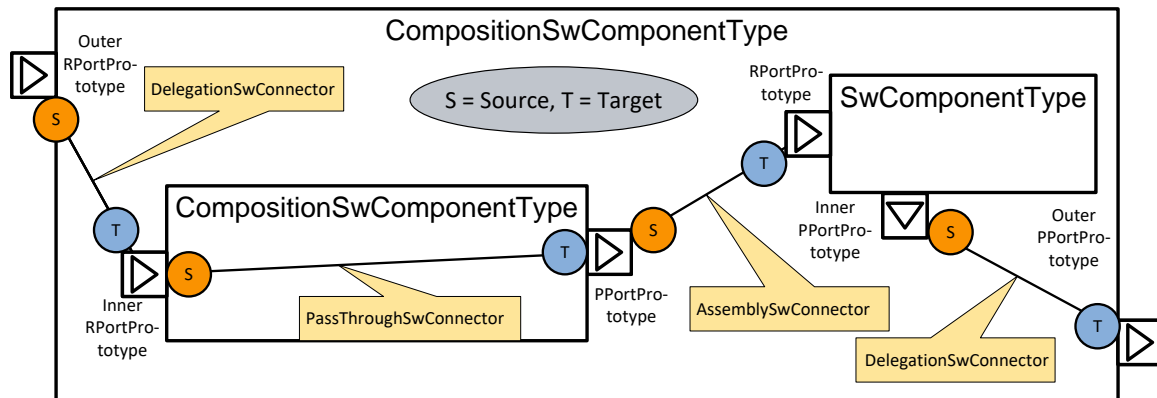 CompositionSwComponentType
Outer
RPortPro-
totype
DelegationSwConnector
S = Source, T = Target
RPortPro-
totype
SwComponentType
S
T
T
CompositionSwComponentType
Inner
PPortPro-
totype
Outer
PPortPro-
totype
S
T
S
S
T
Inner
RPortPro-
totype
PassThroughSwConnector
PPortPro-
totype
AssemblySwConnector
T
DelegationSwConnector